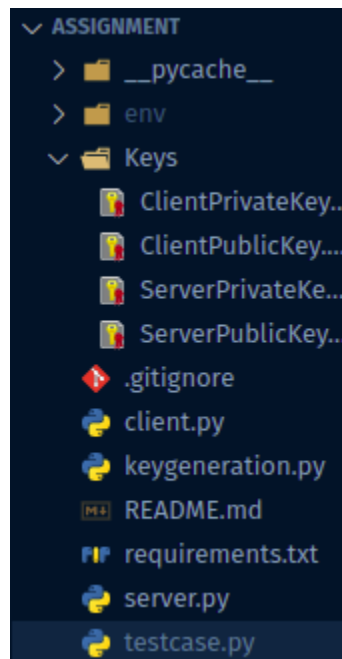 ASSIGNMENT
__pycache__
env
Keys
ClientPrivateKey...
ClientPublicKey....
ServerPrivateKe...
ServerPublicKey...
.gitignore
client.py
keygeneration.py
M↓ README.md
PIP requirements.txt
server.py
testcase.py